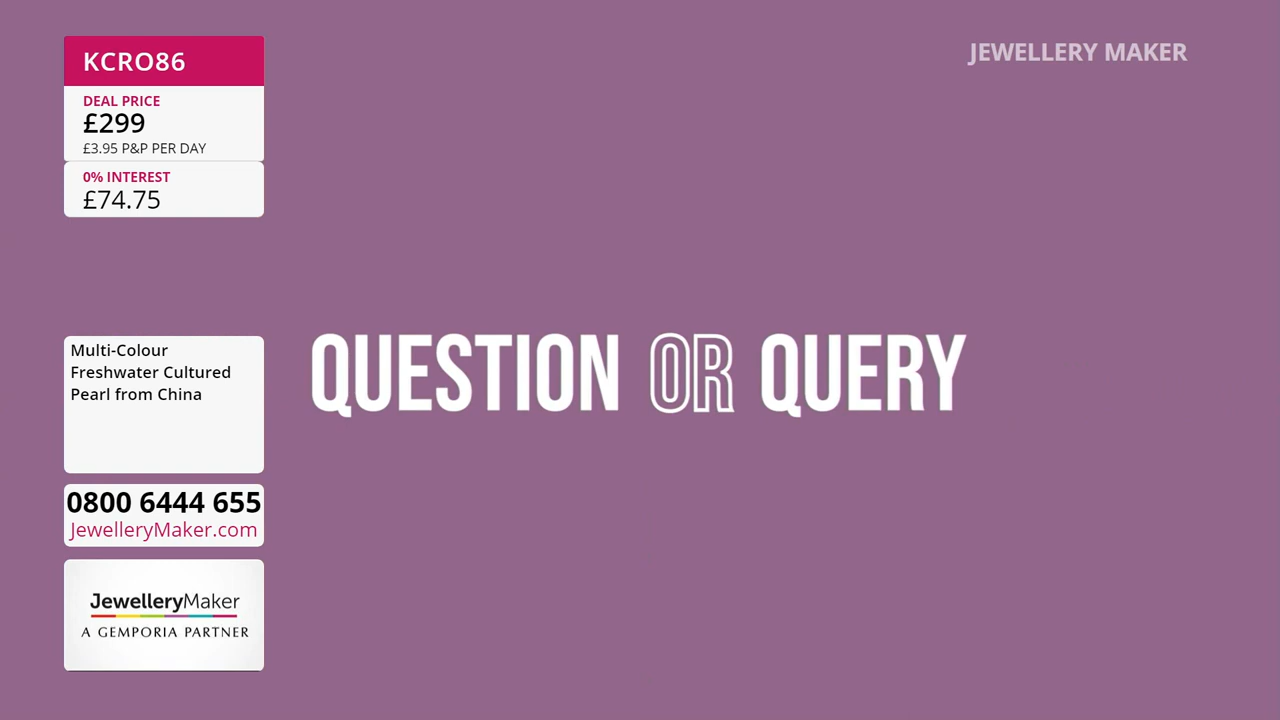 KCRO86
DEAL PRICE
£299
£3.95 P&P PER DAY
0% INTEREST
£74.75
JEWELLERY MAKER
QUESTION OR QUERY
Multi-Colour
Freshwater Cultured
Pearl from China
0800 6444 655
JewelleryMaker.com
JewelleryMaker
A GEMPORIA PARTNER